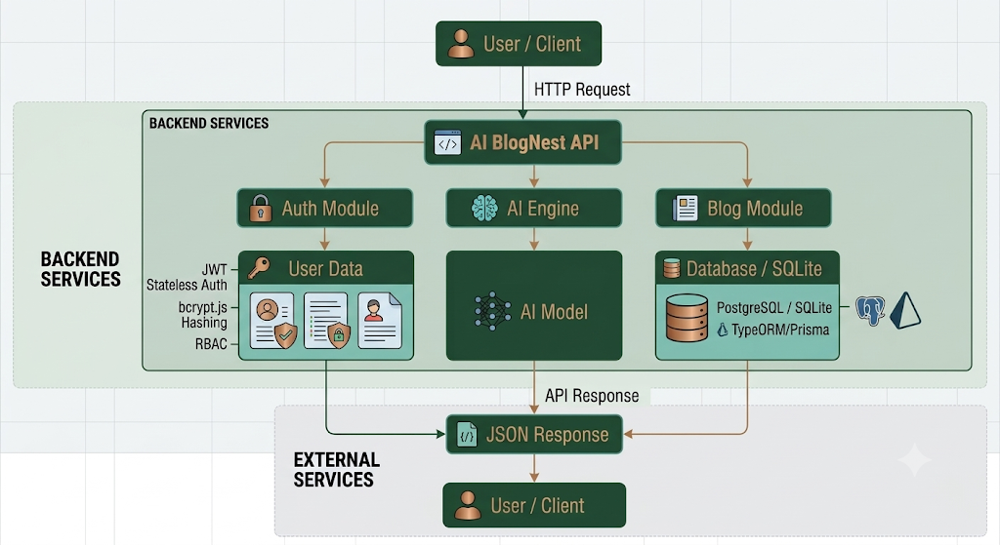 User / Client
HTTP Request
BACKEND SERVICES
AI BlogNest API
Auth Module
AI Engine
Blog Module
BACKEND
SERVICES
JWT
Stateless Auth
bcrypt.js
Hashing
RBAC
User Data
AI Model
Database / SQLite
PostgreSQL / SQLite
TypeORM/Prisma
API Response
EXTERNAL
SERVICES
{/} JSON Response
User / Client